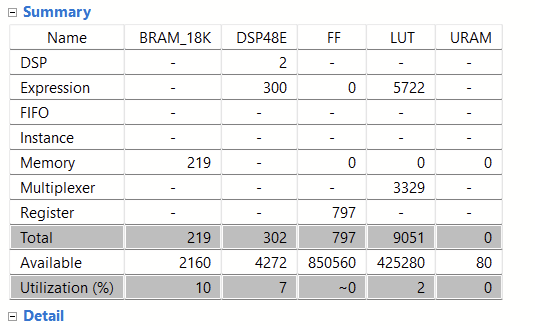 Summary
Name BRAM_18K DSP48E FF LUT URAM
DSP - 2 - - -
Expression - 300 0 5722 -
FIFO - - - - -
Instance - - - - -
Memory 219 - 0 0 0
Multiplexer - - - 3329 -
Register - - 797 - -
Total 219 302 797 9051 0
Available 2160 4272 850560 425280 80
Utilization (%) 10 7 ~0 2 0
Detail